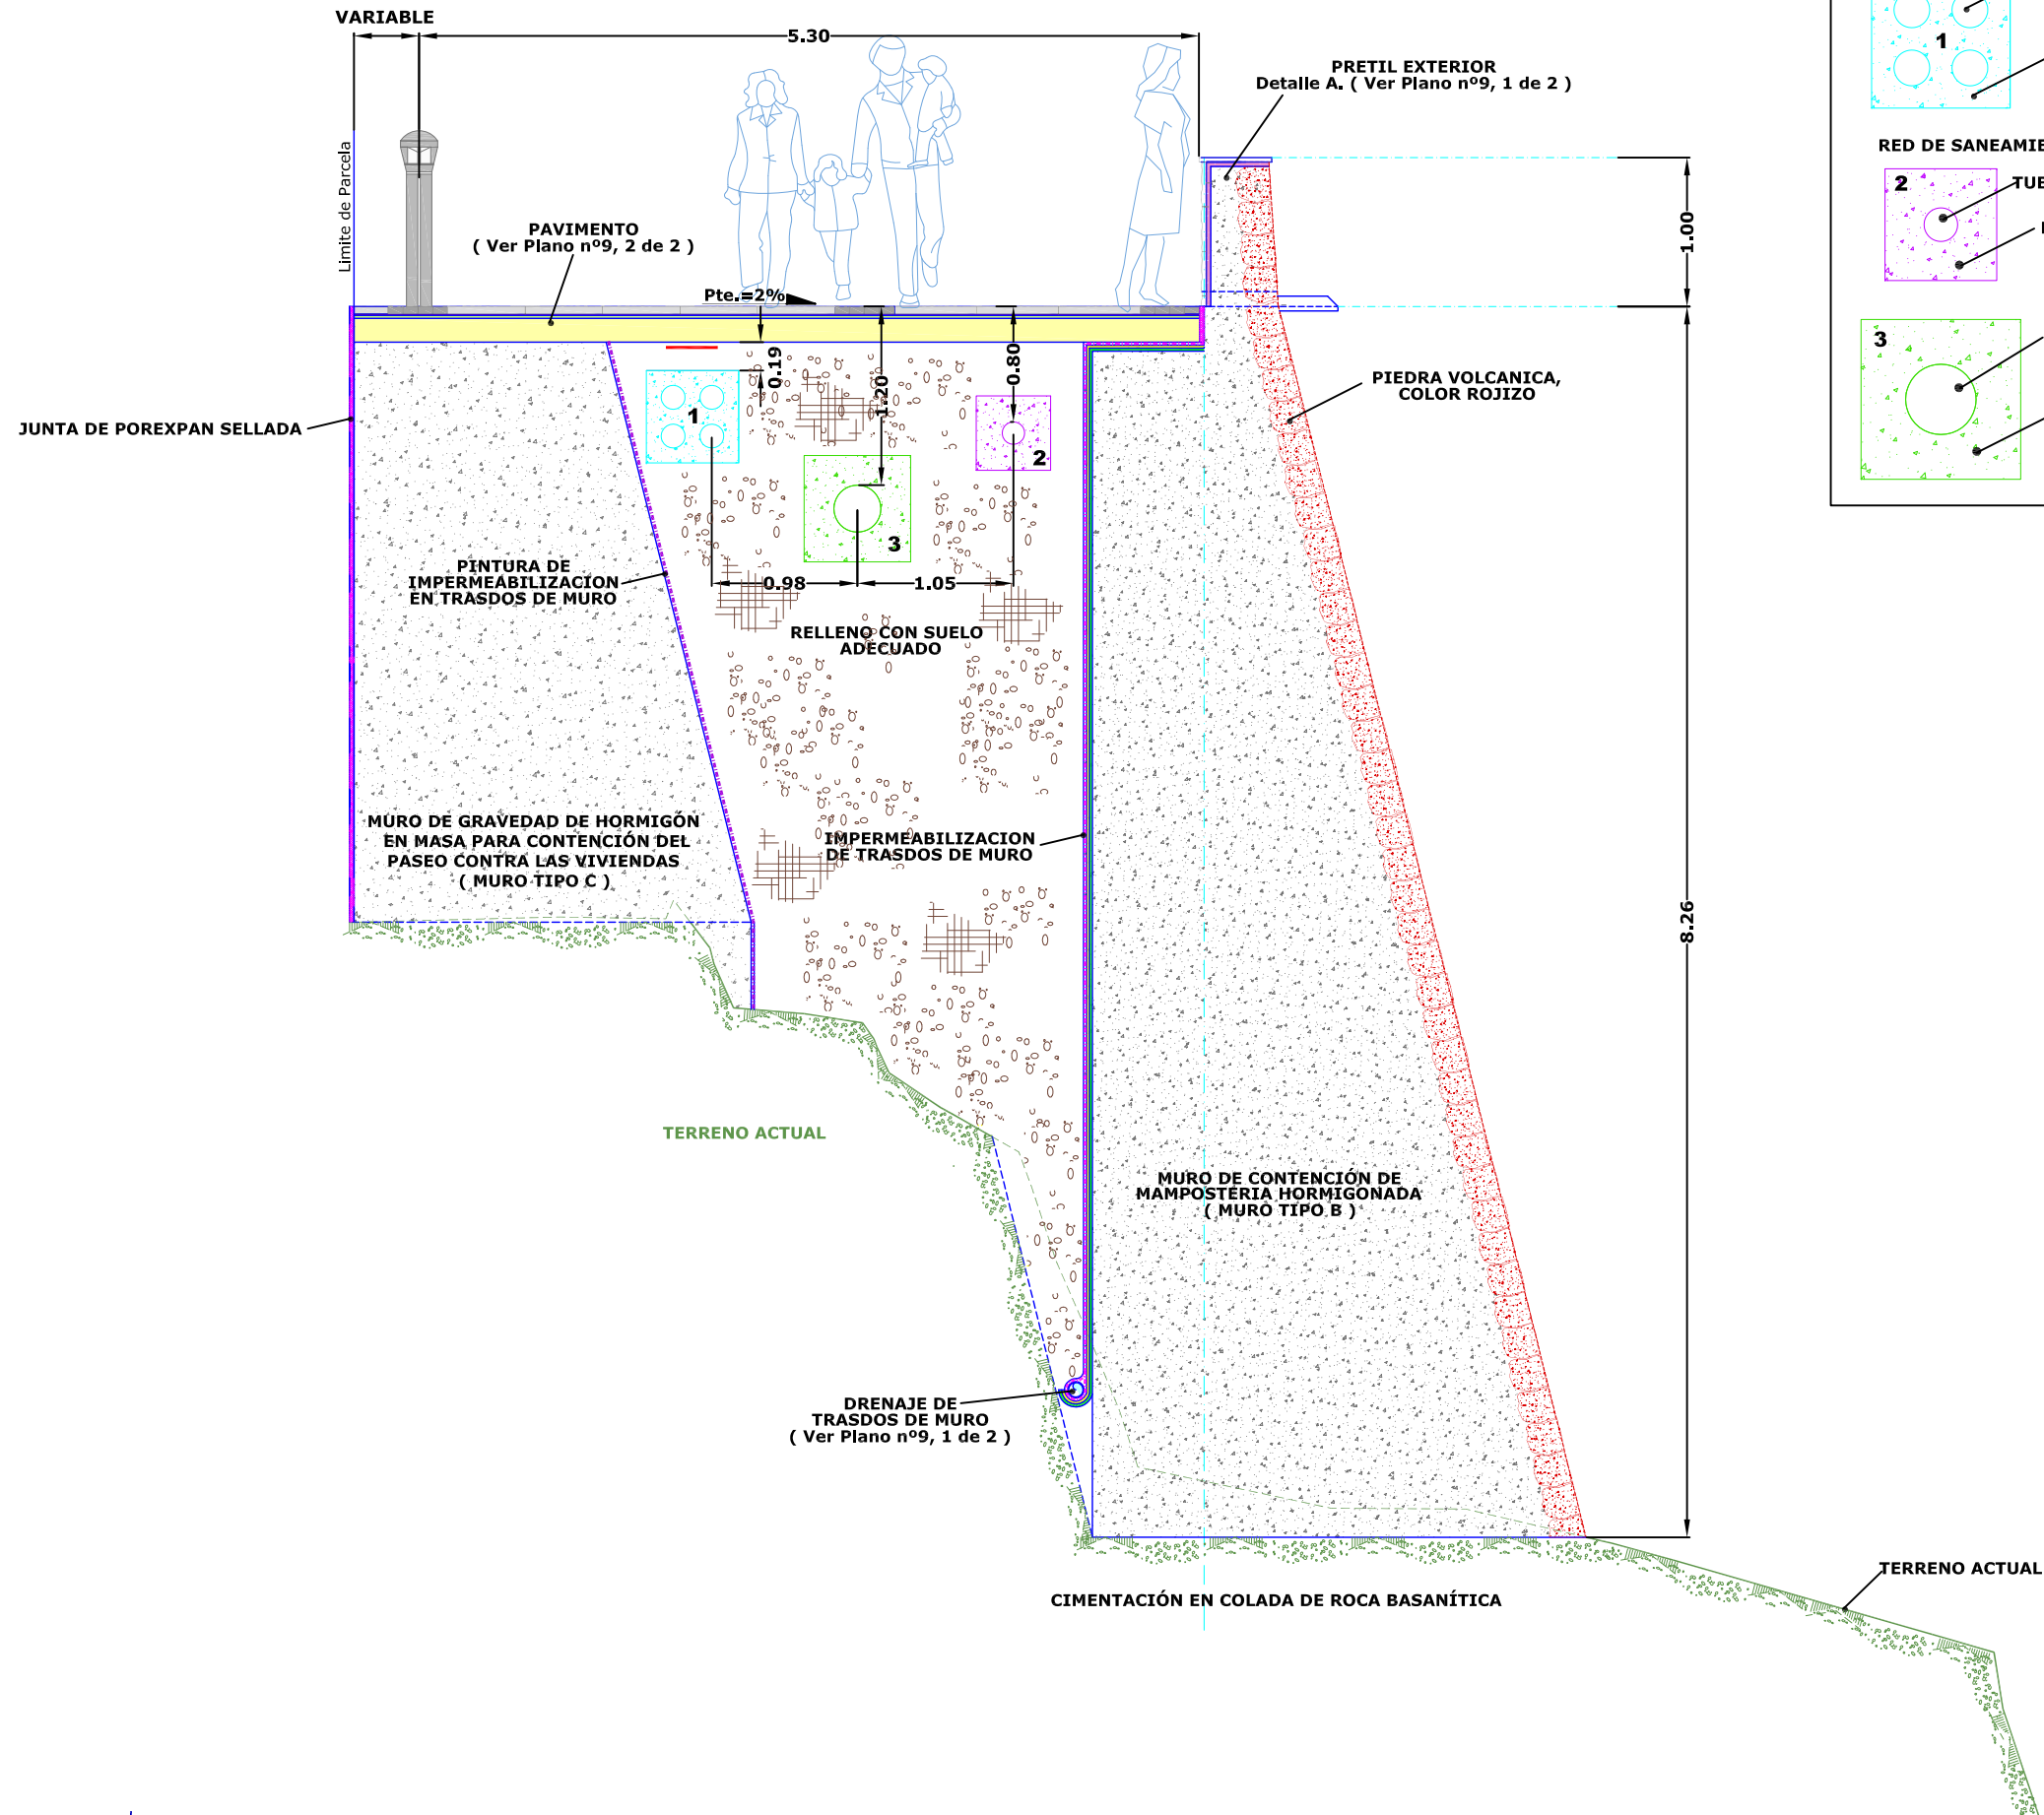 VARIABLE
5.30
PRETIL EXTERIOR
Detalle A. ( Ver Plano nº9, 1 de 2 )
1
RED DE SANEAMIE
2
TUB
3
Limite de Parcela
PAVIMENTO
( Ver Plano nº9, 2 de 2 )
Pte.=2%
1.00
0.19
1.20
0.80
PIEDRA VOLCANICA,
COLOR ROJIZO
JUNTA DE POREXPAN SELLADA
1
2
3
PINTURA DE
IMPERMEABILIZACION
EN TRASDOS DE MURO
0.98
1.05
RELLENO CON SUELO
ADECUADO
MURO DE GRAVEDAD DE HORMIGÓN
EN MASA PARA CONTENCIÓN DEL
PASEO CONTRA LAS VIVIENDAS
( MURO TIPO C )
IMPERMEABILIZACION
DE TRASDOS DE MURO
8.26
TERRENO ACTUAL
MURO DE CONTENCIÓN DE
MAMPOSTERIA HORMIGONADA
( MURO TIPO B )
DRENAJE DE
TRASDOS DE MURO
( Ver Plano nº9, 1 de 2 )
TERRENO ACTUAL
CIMENTACIÓN EN COLADA DE ROCA BASANÍTICA